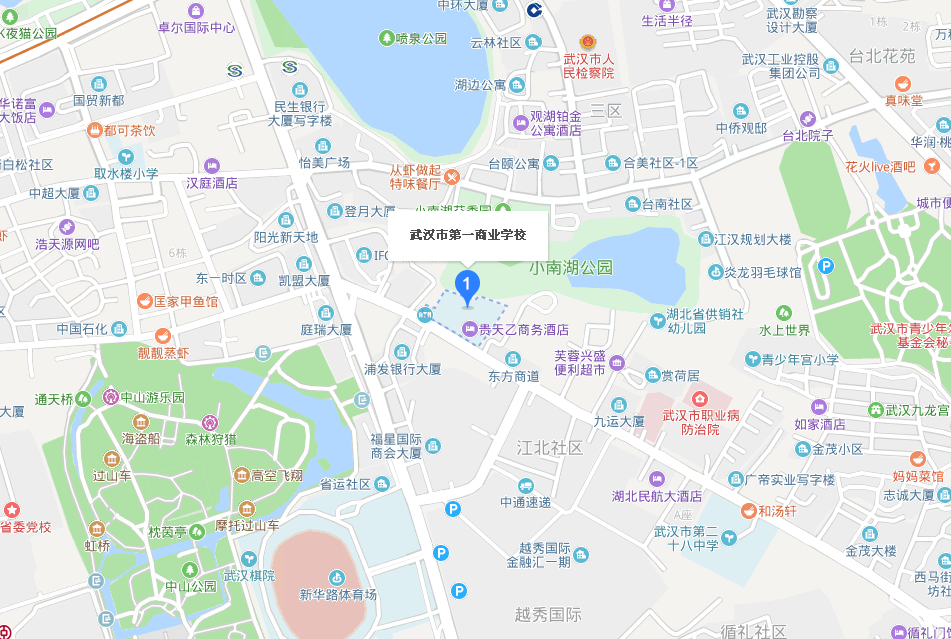 中环大厦
K夜猫公园
卓尔国际中心
喷泉公园
云林社区
武汉市人
民检察院
生活半径
武汉勘察
设计大厦
1栋
2栋
台北花苑
武汉工业控股
集团公司
真味堂
国贸新都
华诺富
大饭店
民生银行
大厦写字楼
湖边公寓
三区
观湖铂金
公寓酒店
中侨观邸
台北院子
华润·桃
都可茶饮
白松社区
取水楼小学
汉庭酒店
怡美广场
从虾做起
特味餐厅
台颐公寓
合美社区-1区
花火live酒吧
中超大厦
登月大厦
小南湖芬香园
台南社区
城市便
浩天源网吧
阳光新天地
武汉市第一商业学校
江汉规划大楼
6栋
IFC
小南湖公园
炎龙羽毛球馆
P
东一时区
凯盟大厦
1
匡家甲鱼馆
ATM
湖北省供销社
幼儿园
水上世界
中国石化
庭瑞大厦
贵天乙商务酒店
武汉市青少年
基金会秘
靓靓蒸虾
浦发银行大厦
东方商道
芙蓉兴盛
便利超市
青少年宫小学
赏荷居
通天桥
中山游乐园
大厦
海盗船
森林狩猎
九运大厦
武汉市职业病
防治院
如家酒店
武汉九龙宫
福星国际
商会大厦
江北社区
金茂小区
过山车
高空飞翔
省运社区
中通速递
湖北民航大酒店
广帝实业写字楼
妈妈菜馆
志诚大厦
省委党校
摩托过山车
P
A座
和汤轩
虹桥
枕茵亭
武汉市第二
十八中学
P
越秀国际
金融汇一期
金茂大楼
武汉棋院
中山公园
新华路体育场
P
西马街
坊社
越秀国际
循礼社区
循礼门